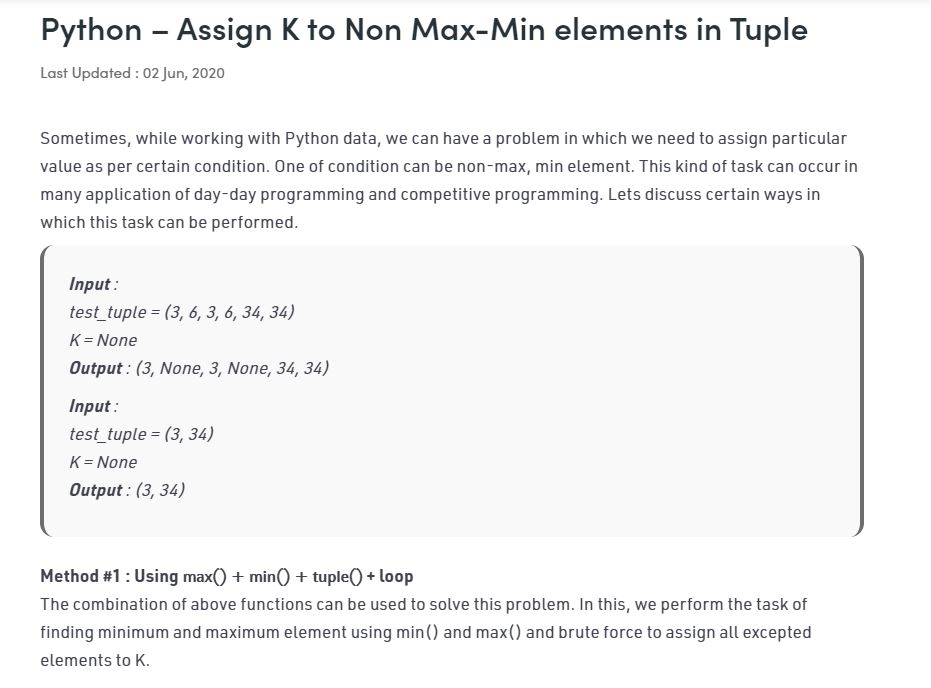 Python – Assign K to Non Max-Min elements in Tuple
Last Updated : 02 Jun, 2020
Sometimes, while working with Python data, we can have a problem in which we need to assign particular
value as per certain condition. One of condition can be non-max, min element. This kind of task can occur in
many application of day-day programming and competitive programming. Lets discuss certain ways in
which this task can be performed.
Input :
test_tuple = (3, 6, 3, 6, 34, 34)
K = None
Output : (3, None, 3, None, 34, 34)
Input :
test_tuple = (3, 34)
K = None
Output : (3, 34)
Method #1 : Using max() + min() + tuple() + loop
The combination of above functions can be used to solve this problem. In this, we perform the task of
finding minimum and maximum element using min() and max() and brute force to assign all excepted
elements to K.